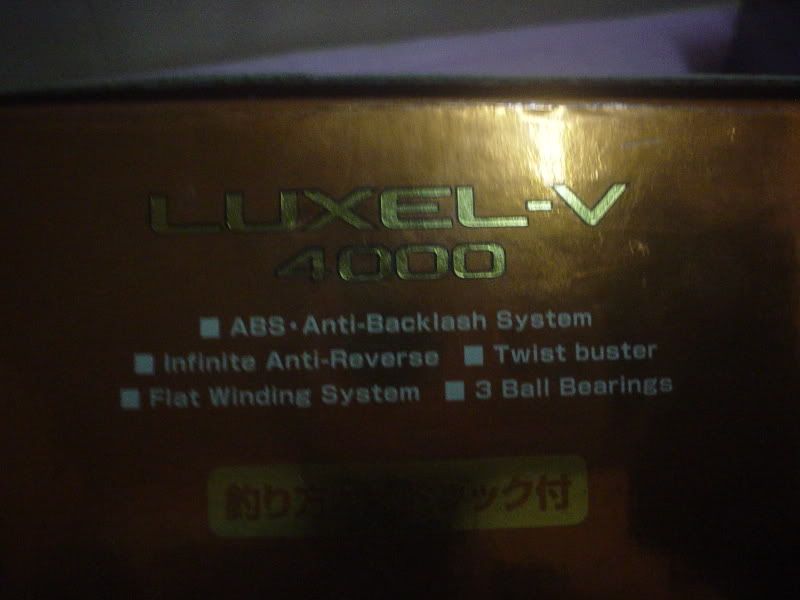 LUXEL-V
4000
■ ABS·Anti-Backlash System
■ Infinite Anti-Reverse ■ Twist buster
■ Flat Winding System ■ 3 Ball Bearings
釣り方 ブック付